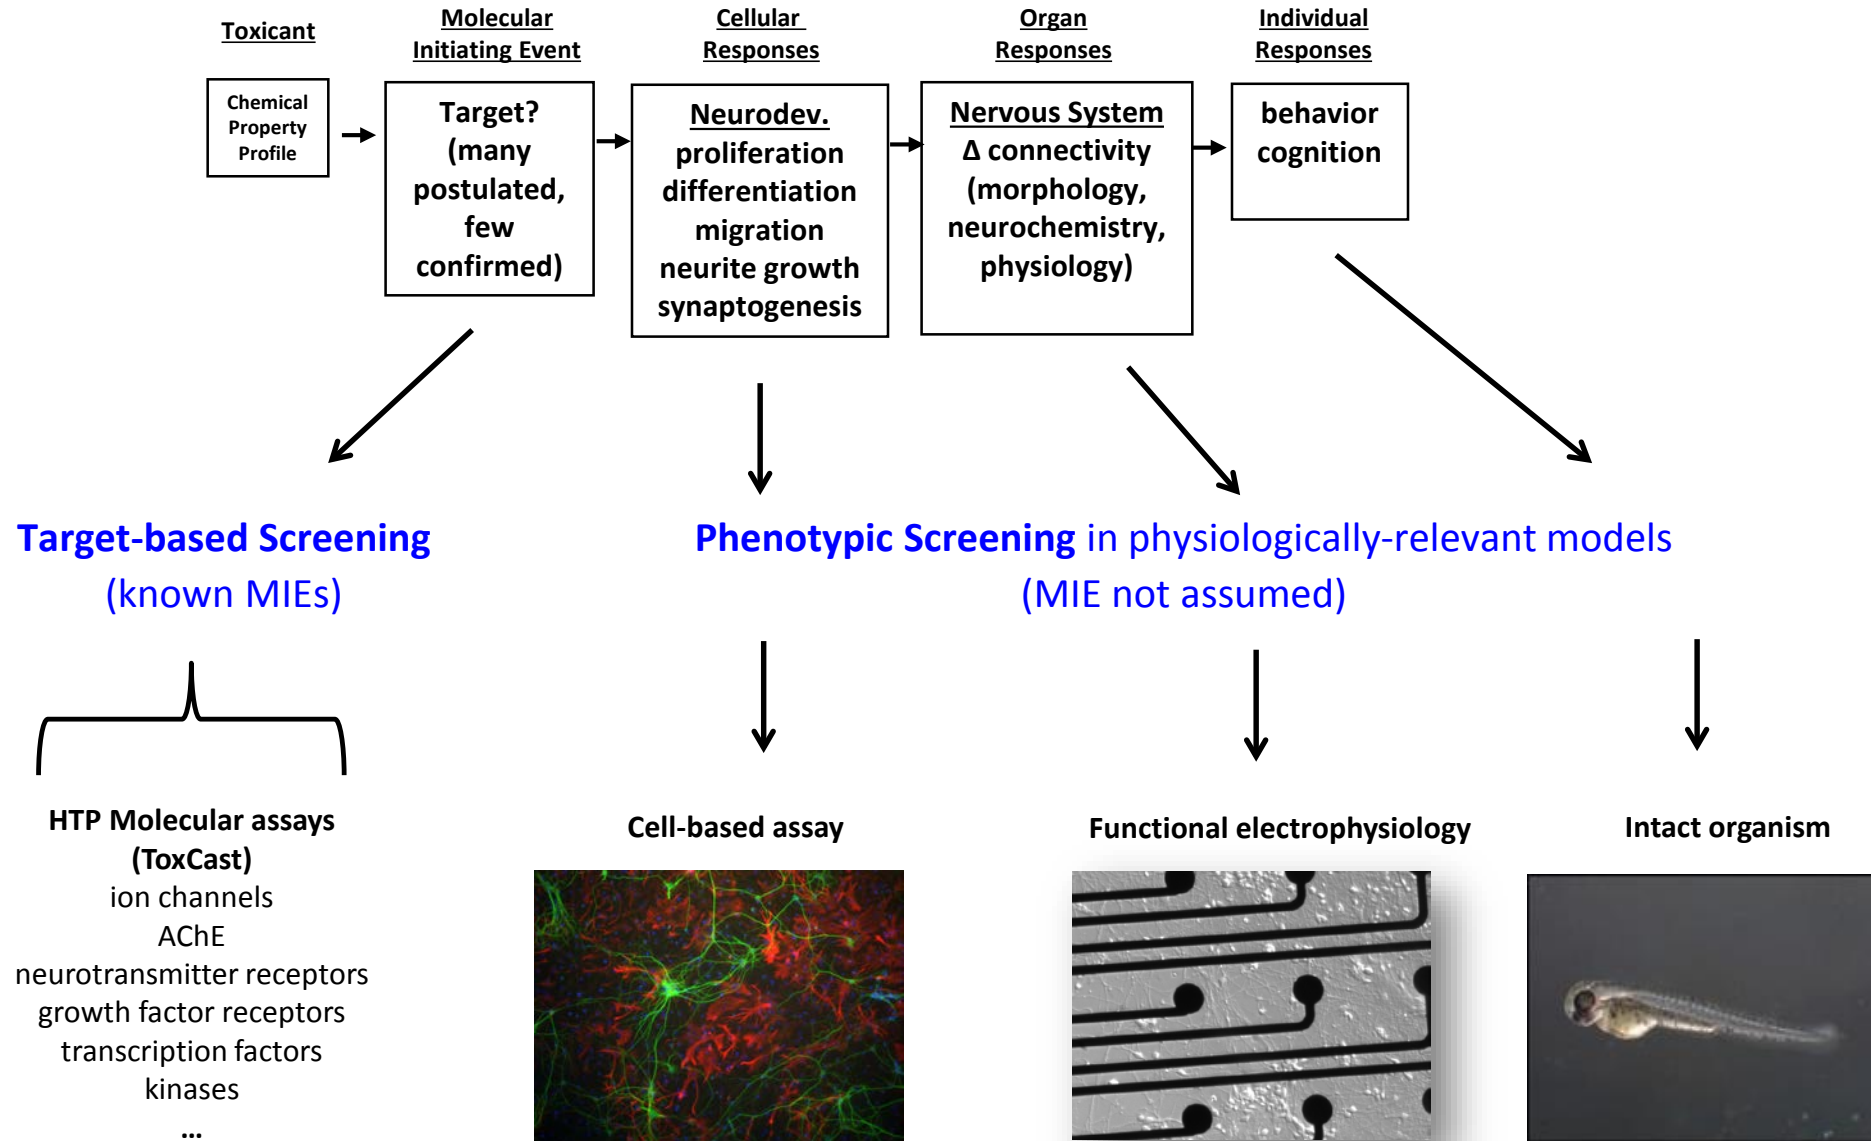 Toxicant
Molecular
Initiating Event
Cellular
Responses
Organ
Responses
Individual
Responses
Chemical
Property
Profile
Target?
(many
postulated,
few
confirmed)
Neurodev.
proliferation
differentiation
migration
neurite growth
synaptogenesis
Nervous System
Δ connectivity
(morphology,
neurochemistry,
physiology)
behavior
cognition
Target-based Screening
(known MIEs)
Phenotypic Screening in physiologically-relevant models
(MIE not assumed)
HTP Molecular assays
(ToxCast)
ion channels
AChE
neurotransmitter receptors
growth factor receptors
transcription factors
kinases
...
Cell-based assay
Functional electrophysiology
Intact organism